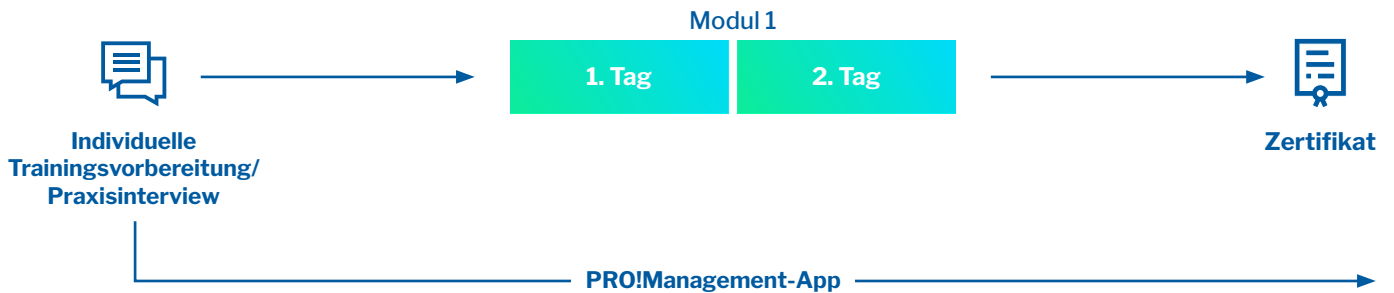 Modul 1
1. Tag
2. Tag
Individuelle
Trainingsvorbereitung/
Praxisinterview
Zertifikat
PRO!Management-App